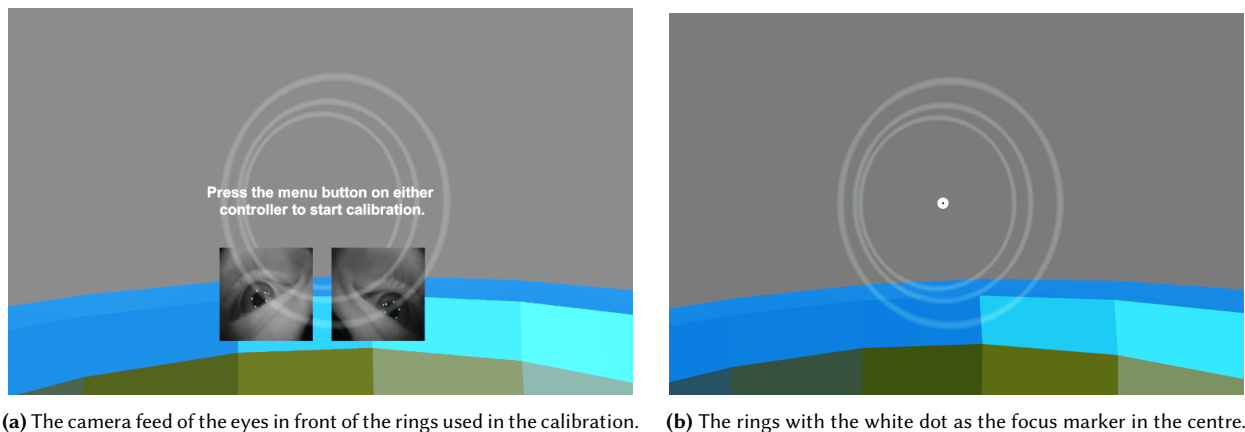 Press the menu button on either
controller to start calibration.
(a) The camera feed of the eyes in front of the rings used in the calibration.
(b) The rings with the white dot as the focus marker in the centre.